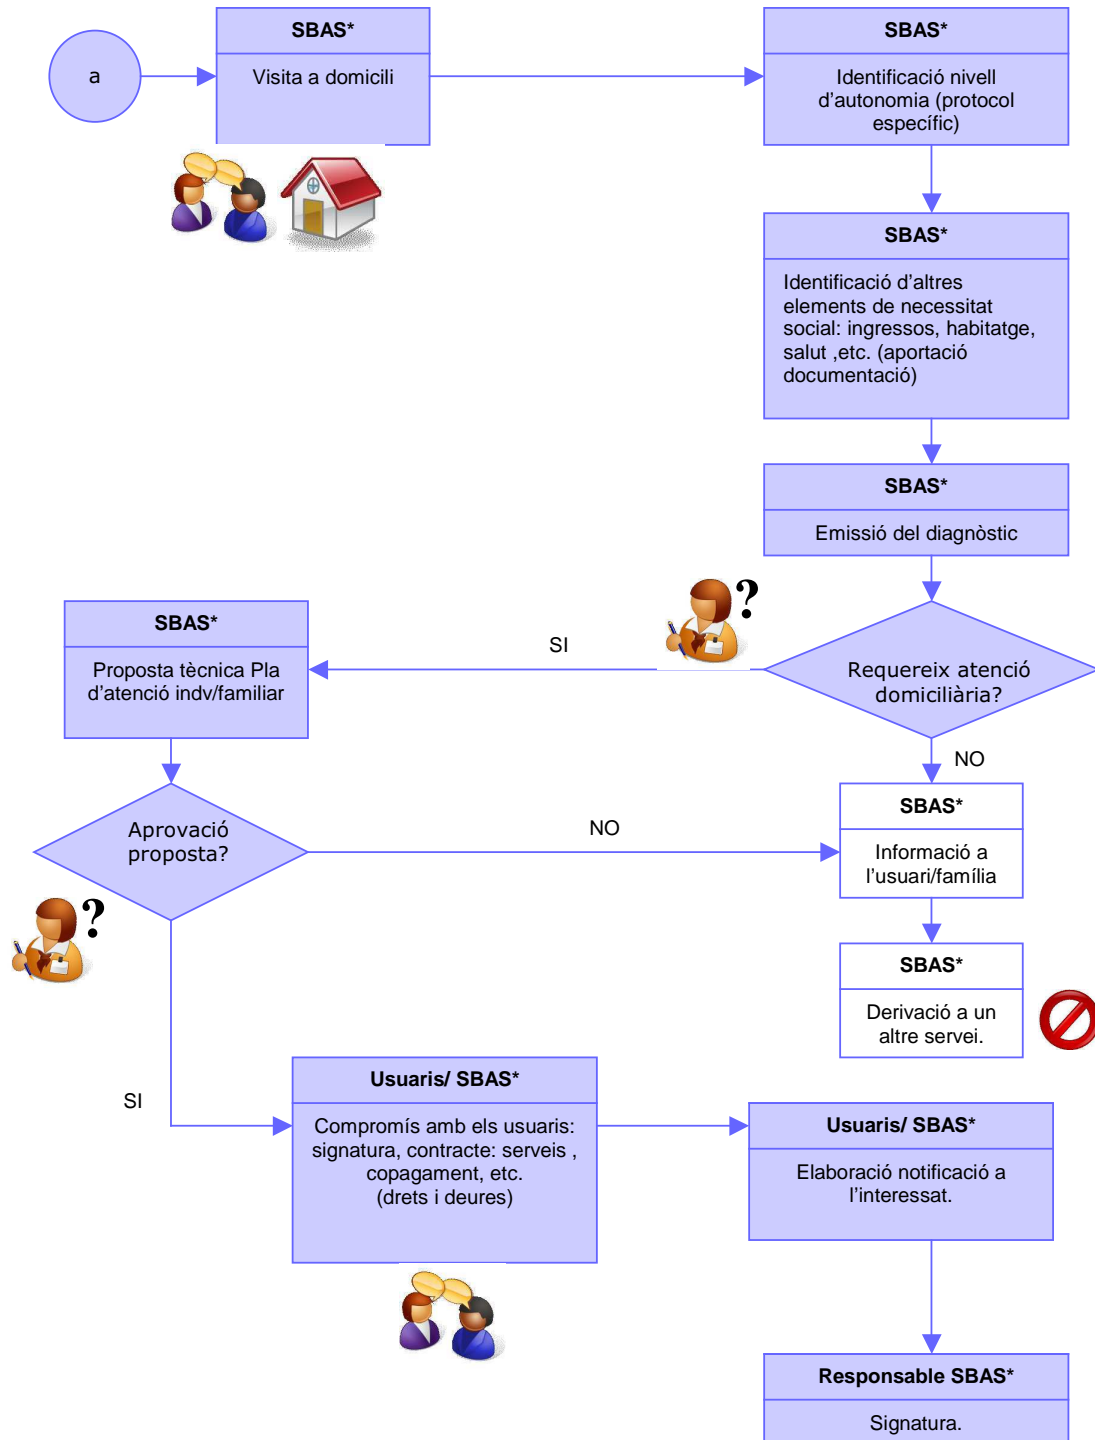 a
SBAS*
Visita a domicili
SBAS*
Identificació nivell
d’autonomia (protocol
específic)
SBAS*
Identificació d’altres
elements de necessitat
social: ingressos, habitatge,
salut ,etc. (aportació
documentació)
SBAS*
Emissió del diagnòstic
?
Requereix atenció
domiciliària?
SI
SBAS*
Proposta tècnica Pla
d’atenció indv/familiar
NO
SBAS*
Informació a
l’usuari/família
Aprovació
proposta?
NO
?
SBAS*
Derivació a un
altre servei.
SI
Usuaris/ SBAS*
Compromís amb els usuaris:
signatura, contracte: serveis ,
copagament, etc.
(drets i deures)
Usuaris/ SBAS*
Elaboració notificació a
l’interessat.
Responsable SBAS*
Signatura.